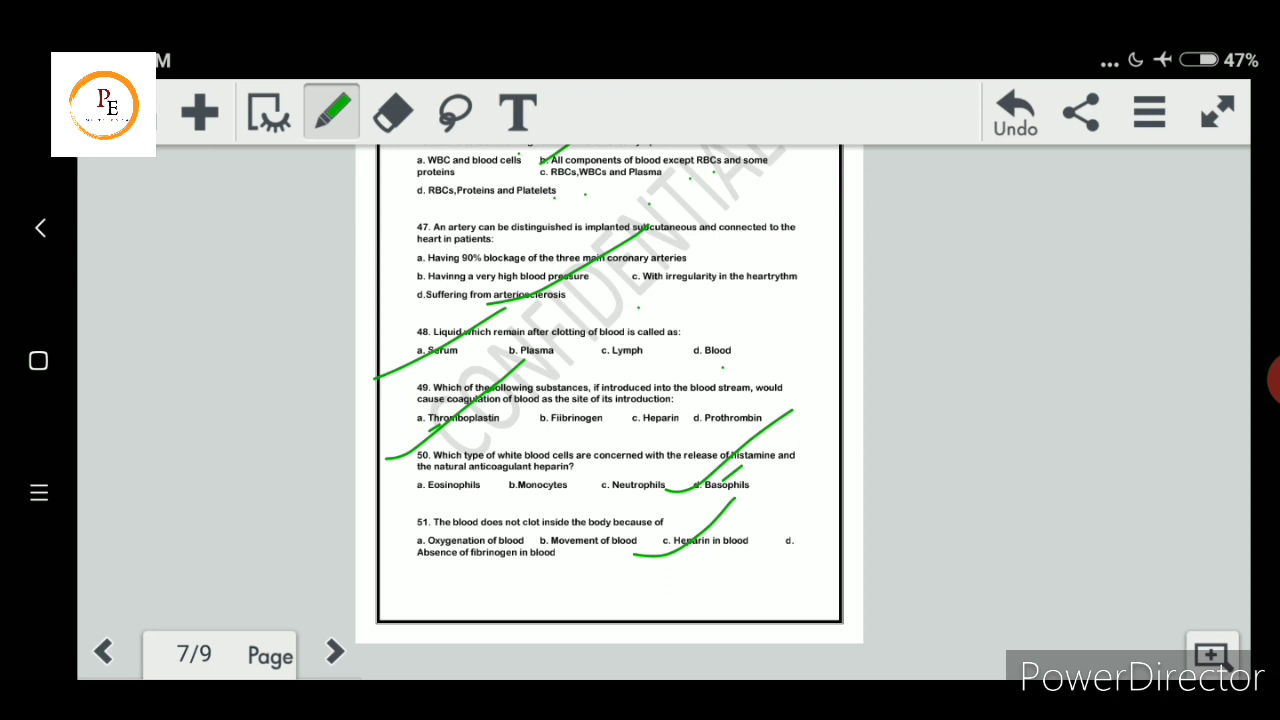 M
... 47%
PE
T
Undo
a. WBC and blood cells b. All components of blood except RBCs and some
proteins c. RBCs,WBCs and Plasma
d. RBCs,Proteins and Platelets
47. An artery can be distinguished is implanted subcutaneous and connected to the
heart in patients:
a. Having 90% blockage of the three main coronary arteries
b. Havinng a very high blood pressure c. With irregularity in the heartrythm
d.Suffering from arteriosclerosis
48. Liquid which remain after clotting of blood is called as:
a. Serum b. Plasma c. Lymph d. Blood
49. Which of the following substances, if introduced into the blood stream, would
cause coagulation of blood as the site of its introduction:
a. Thromboplastin b. Fiibrinogen c. Heparin d. Prothrombin
50. Which type of white blood cells are concerned with the release of histamine and
the natural anticoagulant heparin?
a. Eosinophils b.Monocytes c. Neutrophils d. Basophils
51. The blood does not clot inside the body because of
a. Oxygenation of blood b. Movement of blood c. Heparin in blood d.
Absence of fibrinogen in blood
CONFIDENTIAL
7/9 Page
PowerDirector